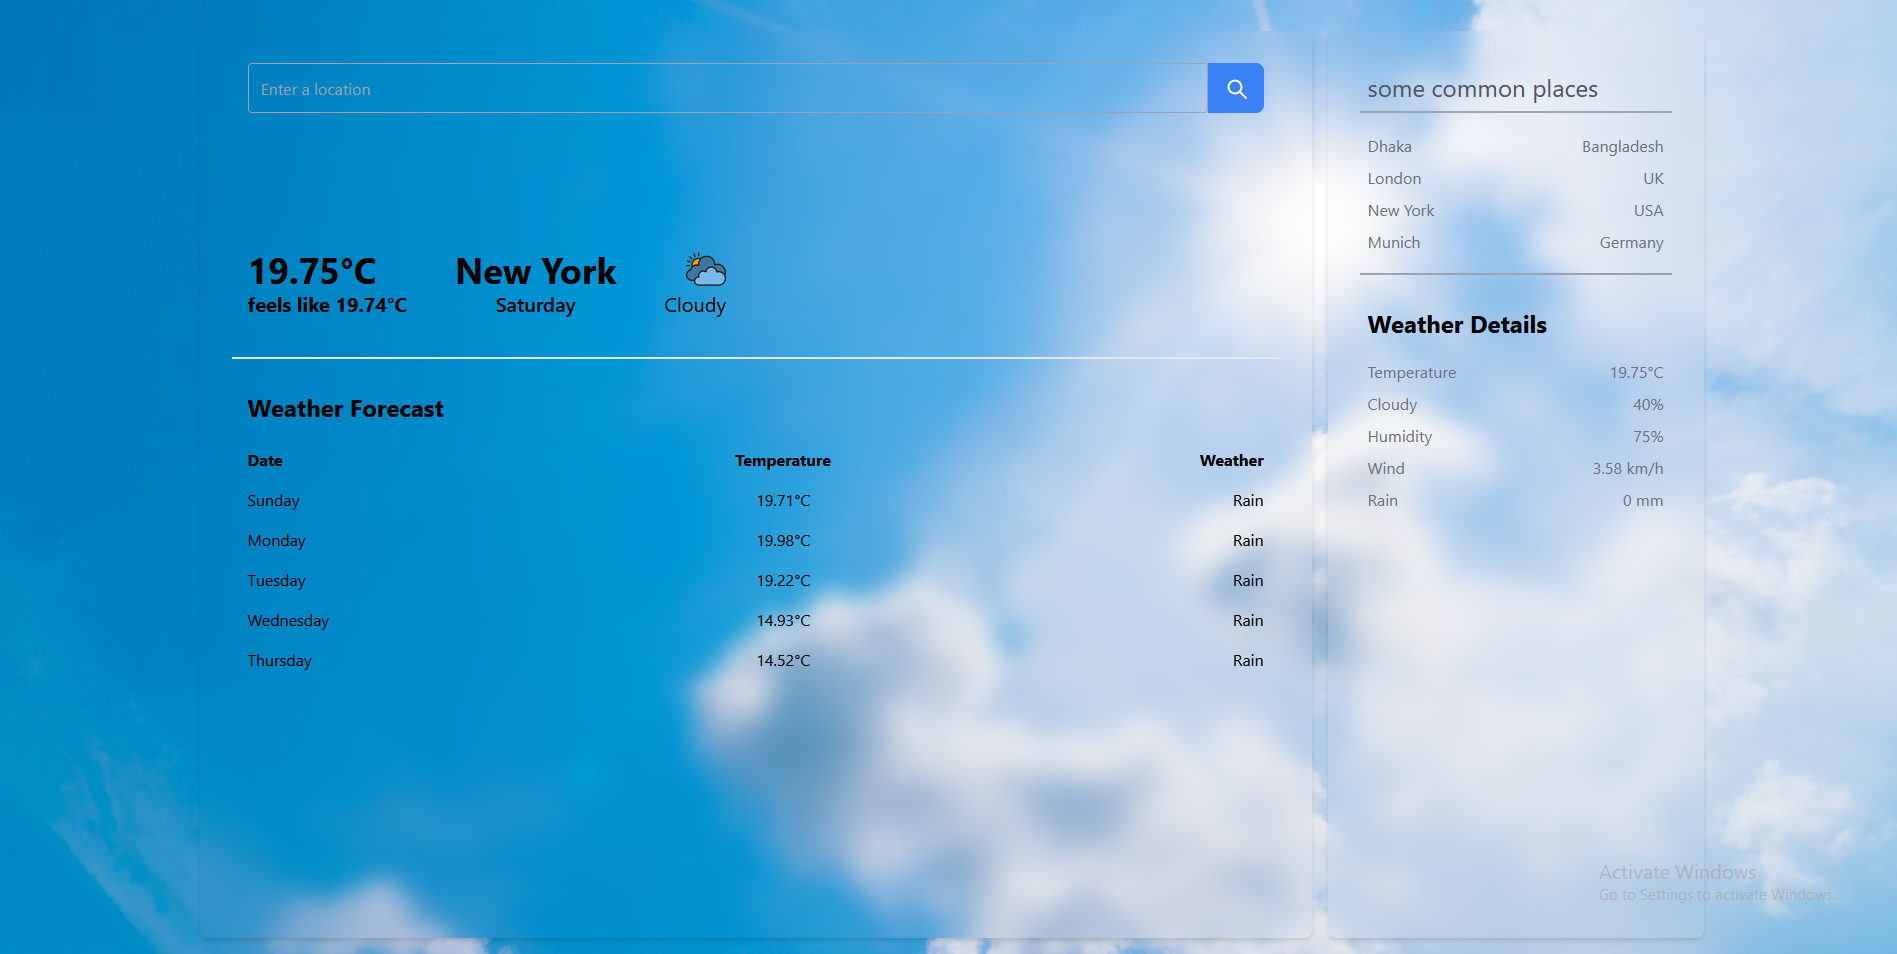 Enter a location
19.75°C
feels like 19.74°C
New York
Saturday
Cloudy
Weather Forecast
Date Temperature Weather
Sunday 19.71°C Rain
Monday 19.98°C Rain
Tuesday 19.22°C Rain
Wednesday 14.93°C Rain
Thursday 14.52°C Rain
some common places
Dhaka Bangladesh
London UK
New York USA
Munich Germany
Weather Details
Temperature 19.75°C
Cloudy 40%
Humidity 75%
Wind 3.58 km/h
Rain 0 mm
Activate Windows
Go to Settings to activate Windows.